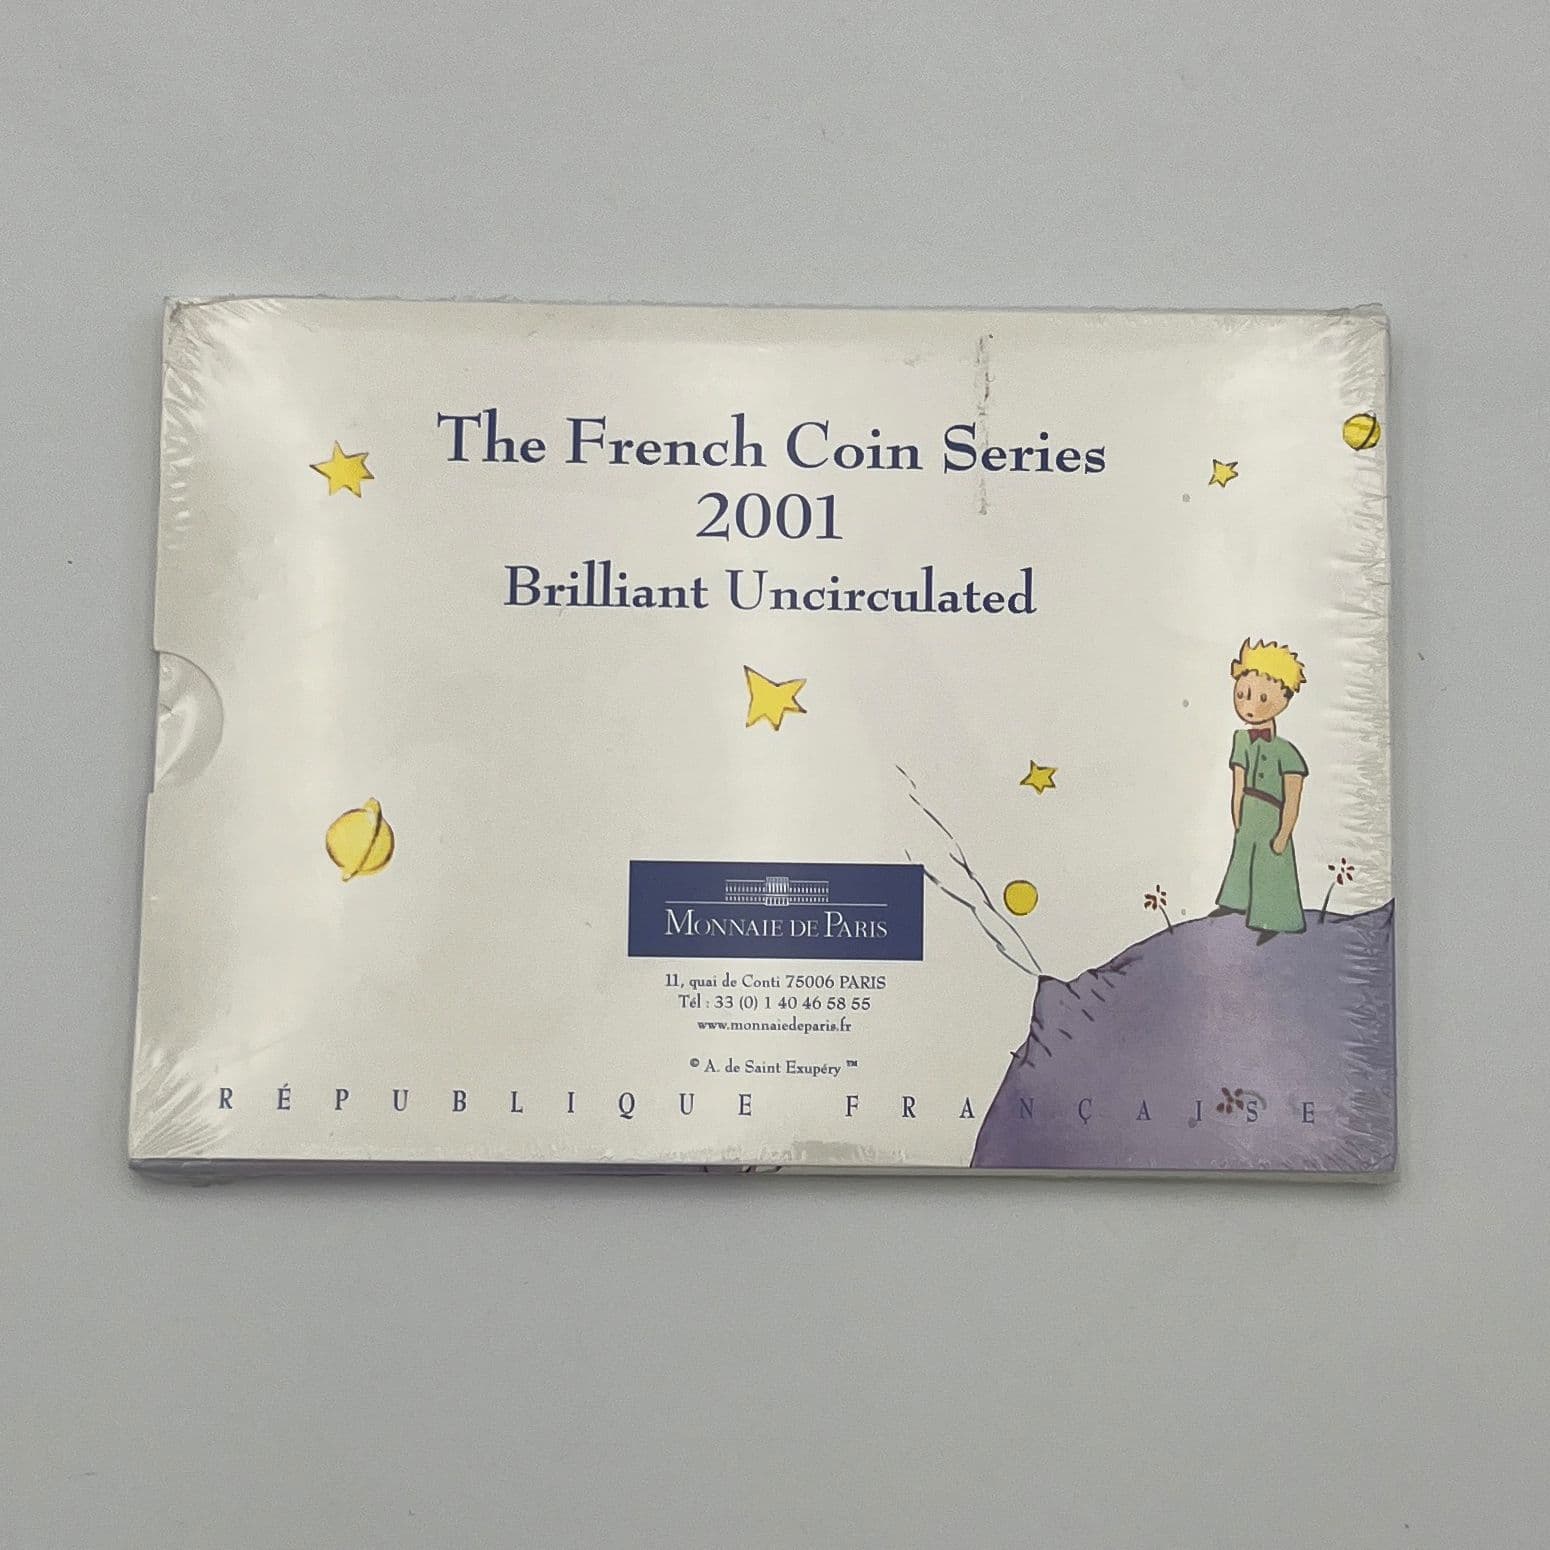 The French Coin Series
2001
Brilliant Uncirculated
MONNAIE DE PARIS
11, quai de Conti 75006 PARIS
Tél : 33 (0) 1 40 46 58 55
www.monnaiedeparis.fr
© A. de Saint Exupéry ™
RÉPUBLIQUE FRANÇAISE